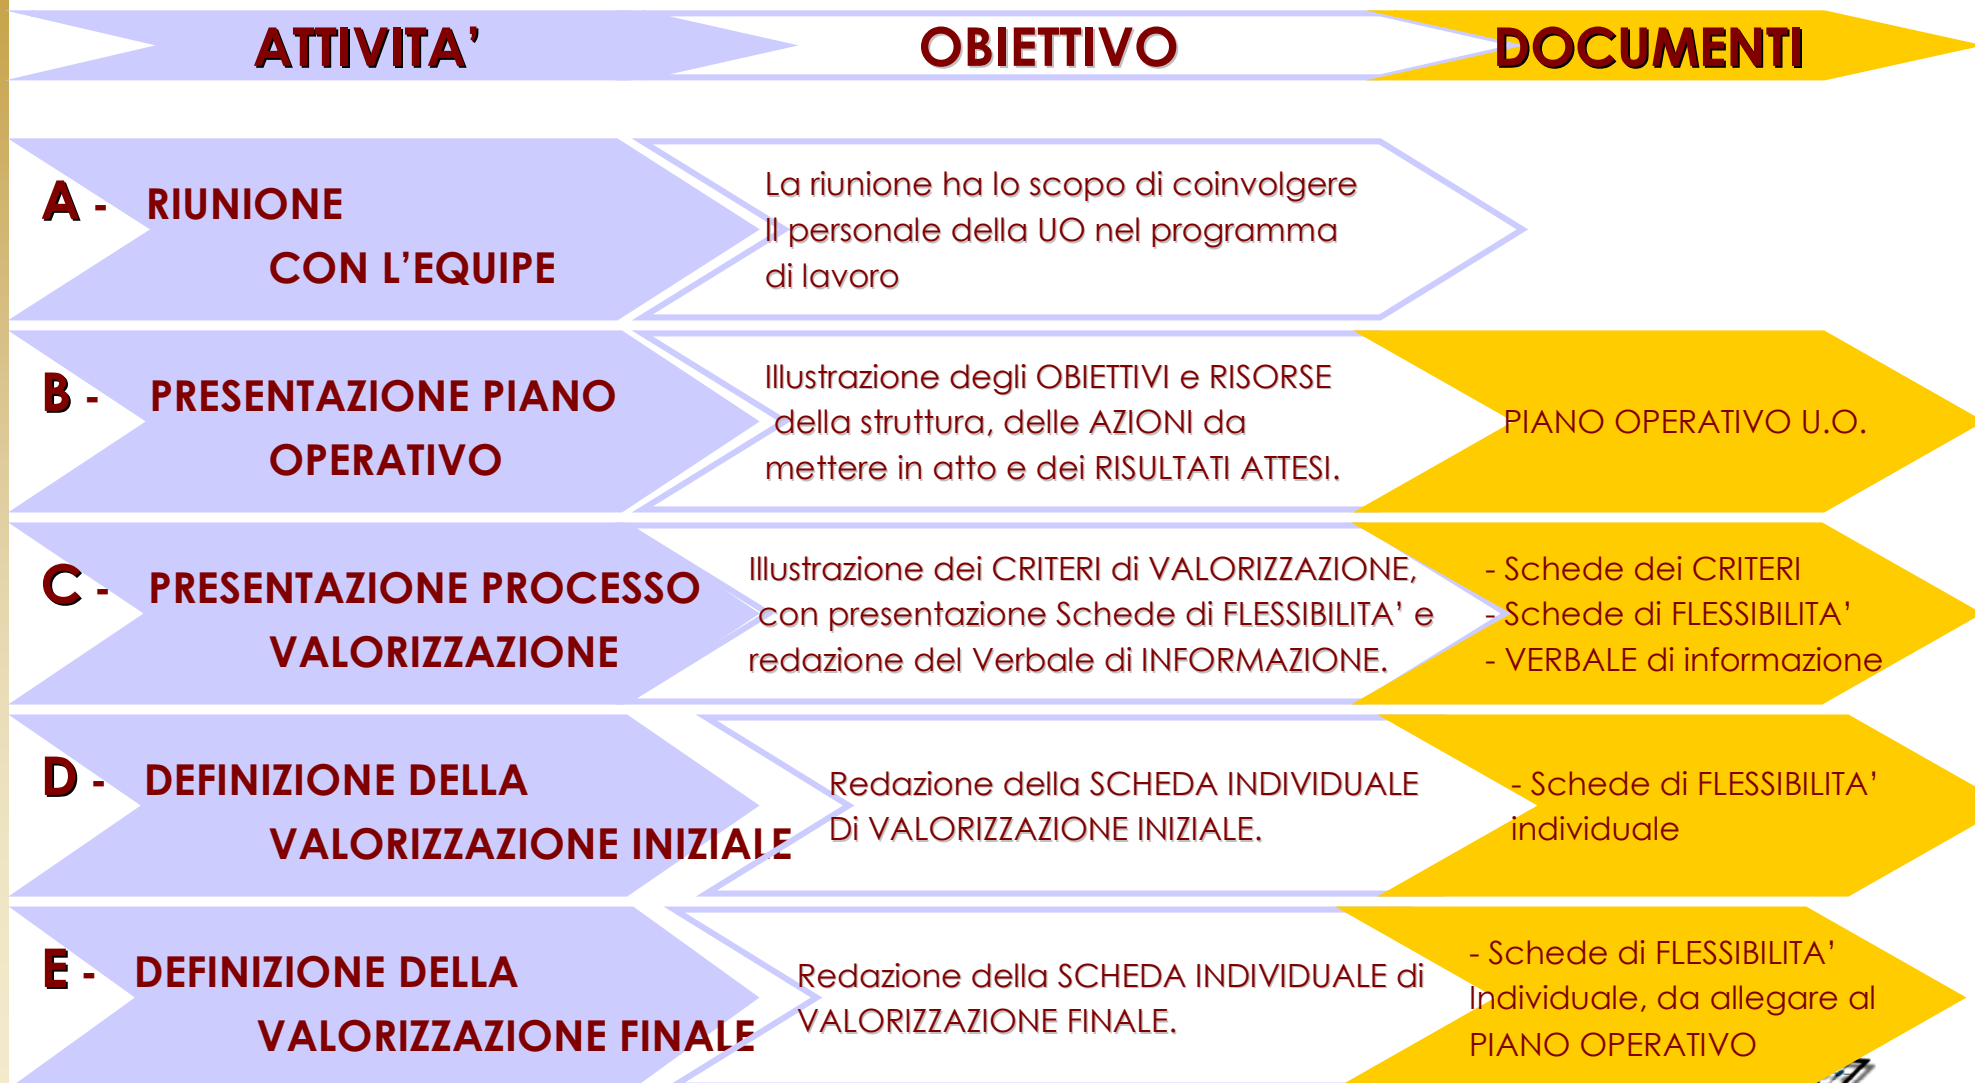 ATTIVITA’ OBIETTIVO DOCUMENTI
A - RIUNIONE
CON L’EQUIPE
La riunione ha lo scopo di coinvolgere
Il personale della UO nel programma
di lavoro
B - PRESENTAZIONE PIANO
OPERATIVO
Illustrazione degli OBIETTIVI e RISORSE
della struttura, delle AZIONI da
mettere in atto e dei RISULTATI ATTESI.
PIANO OPERATIVO U.O.
C - PRESENTAZIONE PROCESSO
VALORIZZAZIONE
Illustrazione dei CRITERI di VALORIZZAZIONE,
con presentazione Schede di FLESSIBILITA’ e
redazione del Verbale di INFORMAZIONE.
- Schede dei CRITERI
- Schede di FLESSIBILITA’
- VERBALE di informazione
D - DEFINIZIONE DELLA
VALORIZZAZIONE INIZIALE
Redazione della SCHEDA INDIVIDUALE
Di VALORIZZAZIONE INIZIALE.
- Schede di FLESSIBILITA’
individuale
E - DEFINIZIONE DELLA
VALORIZZAZIONE FINALE
Redazione della SCHEDA INDIVIDUALE di
VALORIZZAZIONE FINALE.
- Schede di FLESSIBILITA’
Individuale, da allegare al
PIANO OPERATIVO